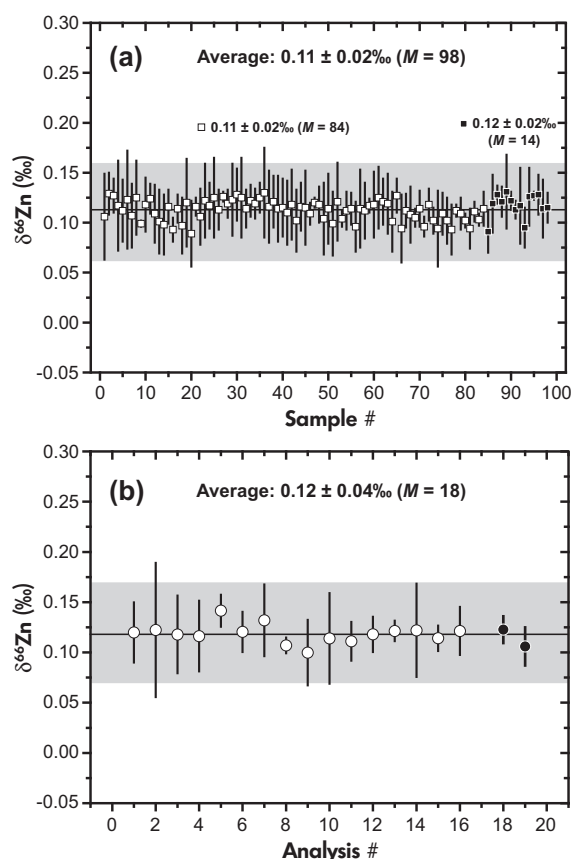 0.30
(a)
Average: 0.11 ± 0.02‰ (M = 98)
0.25
0.20
0.11 ± 0.02‰ (M = 84)
0.12 ± 0.02‰
(M = 14)
0.15
δ⁶⁶Zn (‰)
0.10
0.05
0.00
-0.05
0 10 20 30 40 50 60 70 80 90 100
Sample #
0.30
(b)
Average: 0.12 ± 0.04‰ (M = 18)
0.25
0.20
0.15
δ⁶⁶Zn (‰)
0.10
0.05
0.00
-0.05
0 2 4 6 8 10 12 14 16 18 20
Analysis #